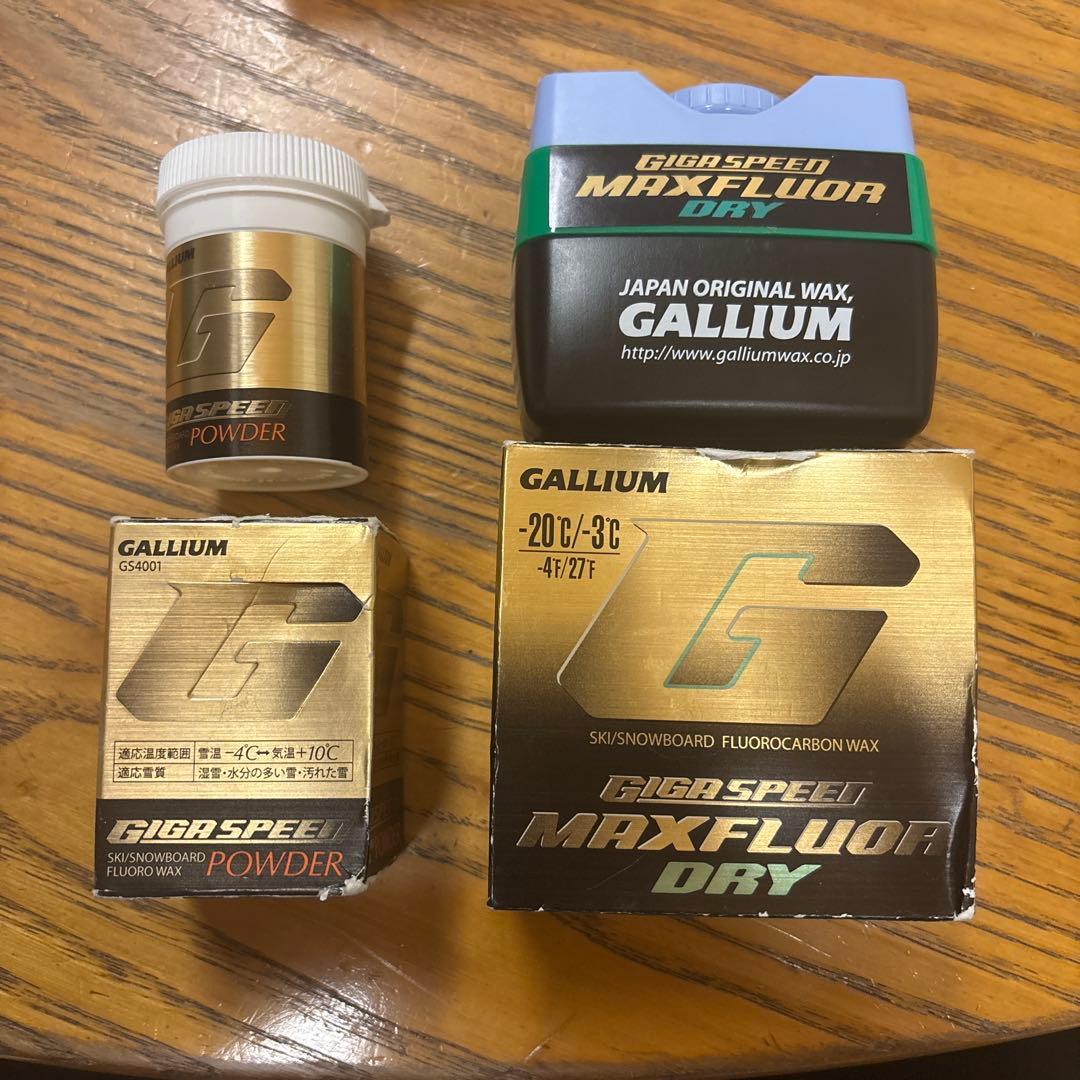 GALLIUM
GIGA SPEED
POWDER
GIGA SPEED
MAXFLUOR
DRY
JAPAN ORIGINAL WAX,
GALLIUM
http://www.galliumwax.co.jp
GALLIUM
GS4001
適応温度範囲 雪温 -4℃↔気温+10℃
適応雪質 湿雪・水分の多い雪・汚れた雪
GIGA SPEED
SKI/SNOWBOARD
FLUORO WAX
POWDER
GALLIUM
-20℃/-3℃
-4℉/27℉
SKI/SNOWBOARD FLUOROCARBON WAX
GIGA SPEED
MAXFLUOR
DRY